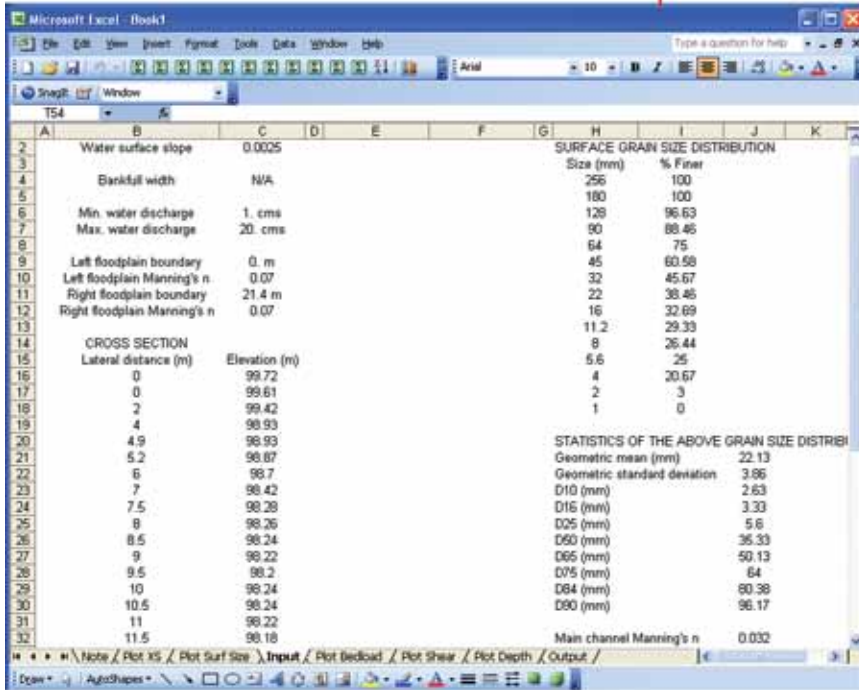 Microsoft Excel - Book1
File Edit View Insert Format Tools Data Window Help Type a question for help
Arial 10 B I
SnagIt Window
T54 fx
A B C D E F G H I J K
2 Water surface slope 0.0025 SURFACE GRAIN SIZE DISTRIBUTION
3 Size (mm) % Finer
4 Bankfull width N/A 256 100
5 180 100
6 Min. water discharge 1. cms 128 96.63
7 Max. water discharge 20. cms 90 88.46
8 64 75
9 Left floodplain boundary 0. m 45 60.58
10 Left floodplain Manning's n 0.07 32 45.67
11 Right floodplain boundary 21.4 m 22 38.46
12 Right floodplain Manning's n 0.07 16 32.69
13 11.2 29.33
14 CROSS SECTION 8 26.44
15 Lateral distance (m) Elevation (m) 5.6 25
16 0 99.72 4 20.67
17 0 99.61 2 3
18 2 99.42 1 0
19 4 98.93
20 4.9 98.93 STATISTICS OF THE ABOVE GRAIN SIZE DISTRIB
21 5.2 98.87 Geometric mean (mm) 22.13
22 6 98.7 Geometric standard deviation 3.86
23 7 98.42 D10 (mm) 2.63
24 7.5 98.28 D16 (mm) 3.33
25 8 98.26 D25 (mm) 5.6
26 8.5 98.24 D50 (mm) 35.33
27 9 98.22 D65 (mm) 50.13
28 9.5 98.2 D75 (mm) 64
29 10 98.24 D84 (mm) 80.38
30 10.5 98.24 D90 (mm) 96.17
31 11 98.22
32 11.5 98.18 Main channel Manning's n 0.032
Note / Plot XS / Plot Surf Size \ Input / Plot Bedload / Plot Shear / Plot Depth / Output /
Draw AutoShapes